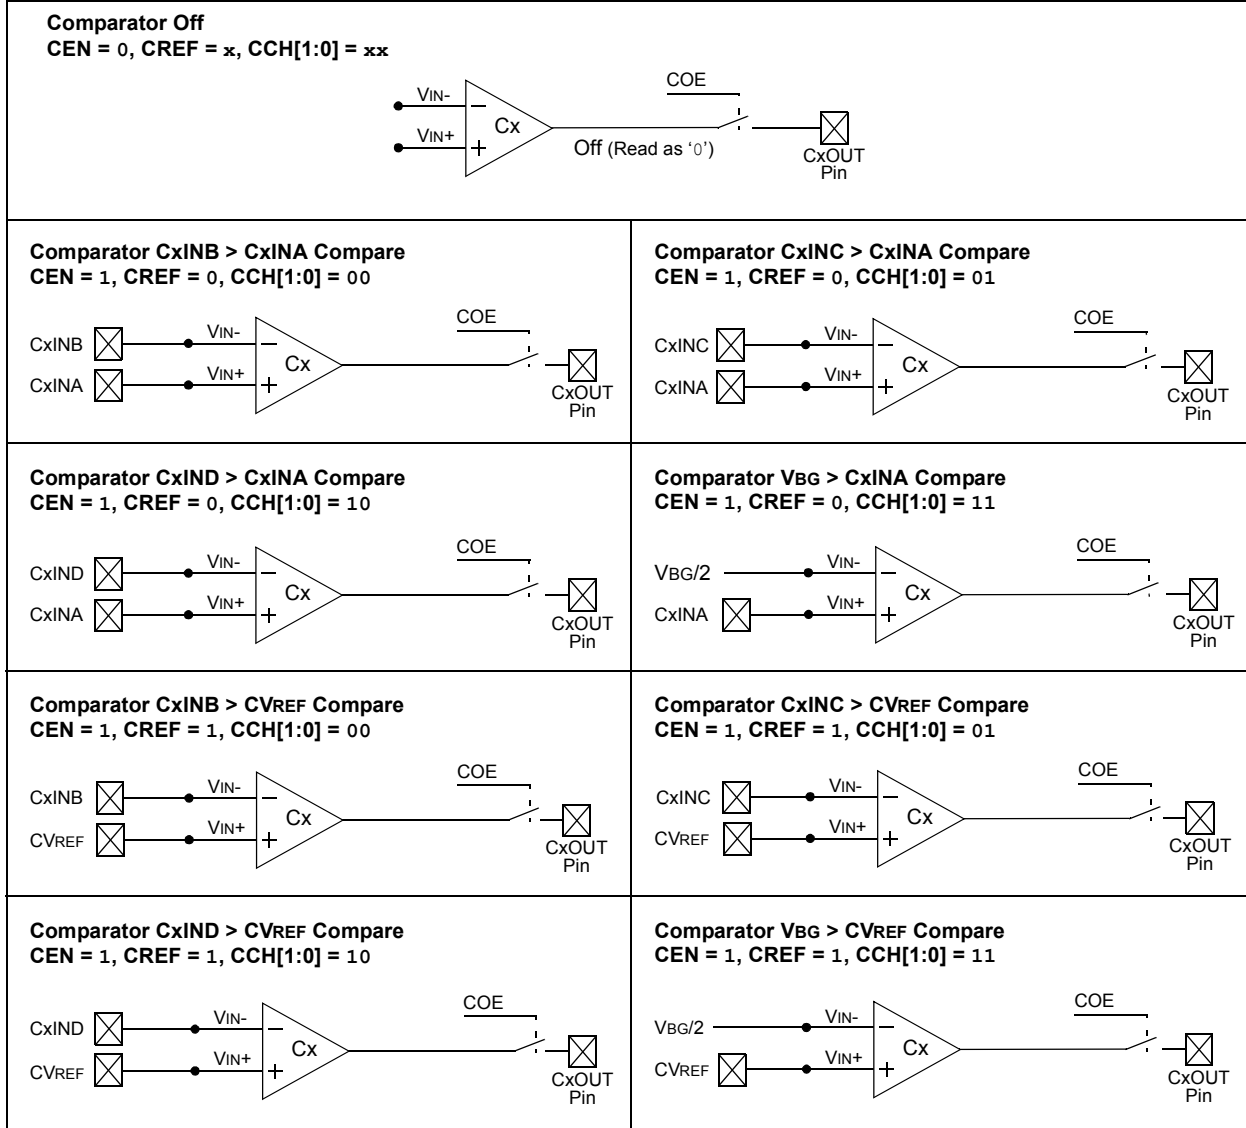 Comparator Off
CEN = 0, CREF = x, CCH[1:0] = xx
COE
VIN-
Cx
VIN+
Off (Read as ‘0’)
CxOUT
Pin
Comparator CxINB > CxINA Compare
CEN = 1, CREF = 0, CCH[1:0] = 00
COE
CxINB
VIN-
Cx
CxINA
VIN+
CxOUT
Pin
Comparator CxINC > CxINA Compare
CEN = 1, CREF = 0, CCH[1:0] = 01
COE
CxINC
VIN-
Cx
CxINA
VIN+
CxOUT
Pin
Comparator CxIND > CxINA Compare
CEN = 1, CREF = 0, CCH[1:0] = 10
COE
CxIND
VIN-
Cx
CxINA
VIN+
CxOUT
Pin
Comparator VBG > CxINA Compare
CEN = 1, CREF = 0, CCH[1:0] = 11
COE
VBG/2
VIN-
Cx
CxINA
VIN+
CxOUT
Pin
Comparator CxINB > CVREF Compare
CEN = 1, CREF = 1, CCH[1:0] = 00
COE
CxINB
VIN-
Cx
CVREF
VIN+
CxOUT
Pin
Comparator CxINC > CVREF Compare
CEN = 1, CREF = 1, CCH[1:0] = 01
COE
CxINC
VIN-
Cx
CVREF
VIN+
CxOUT
Pin
Comparator CxIND > CVREF Compare
CEN = 1, CREF = 1, CCH[1:0] = 10
COE
CxIND
VIN-
Cx
CVREF
VIN+
CxOUT
Pin
Comparator VBG > CVREF Compare
CEN = 1, CREF = 1, CCH[1:0] = 11
COE
VBG/2
VIN-
Cx
CVREF
VIN+
CxOUT
Pin